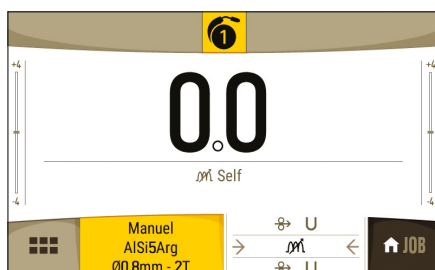 1
+4 +4
0.0
Self
-4 -4
Manuel
U
AlSi5Arg
JOB
Ø0.8mm - 2T
U